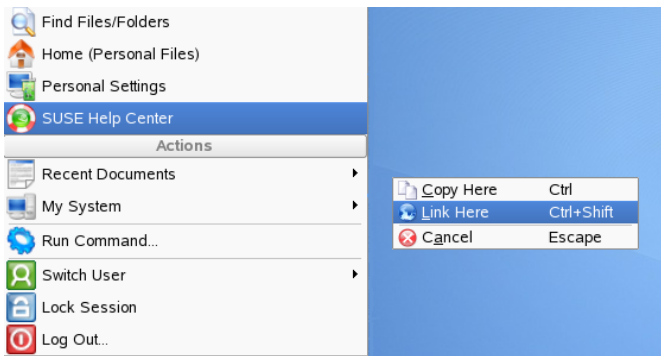 Find Files/Folders
Home (Personal Files)
Personal Settings
SUSE Help Center
Actions
Recent Documents
My System
Run Command...
Switch User
Lock Session
Log Out...
Copy Here Ctrl
Link Here Ctrl+Shift
Cancel Escape